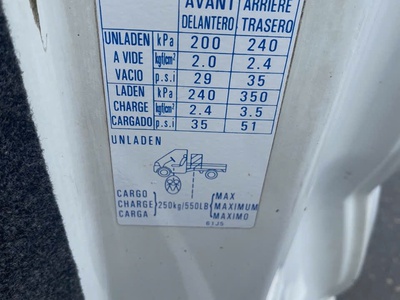 AVANT ARRIÈRE
DELANTERO TRASERO
UNLADEN kPa 200 240
A VIDE kgf/cm² 2.0 2.4
VACIO p.s.i 29 35
LADEN kPa 240 350
CHARGE kgf/cm² 2.4 3.5
CARGADO p.s.i 35 51
UNLADEN
CARGO MAX
CHARGE 250kg/550LB MAXIMUM
CARGA MAXIMO